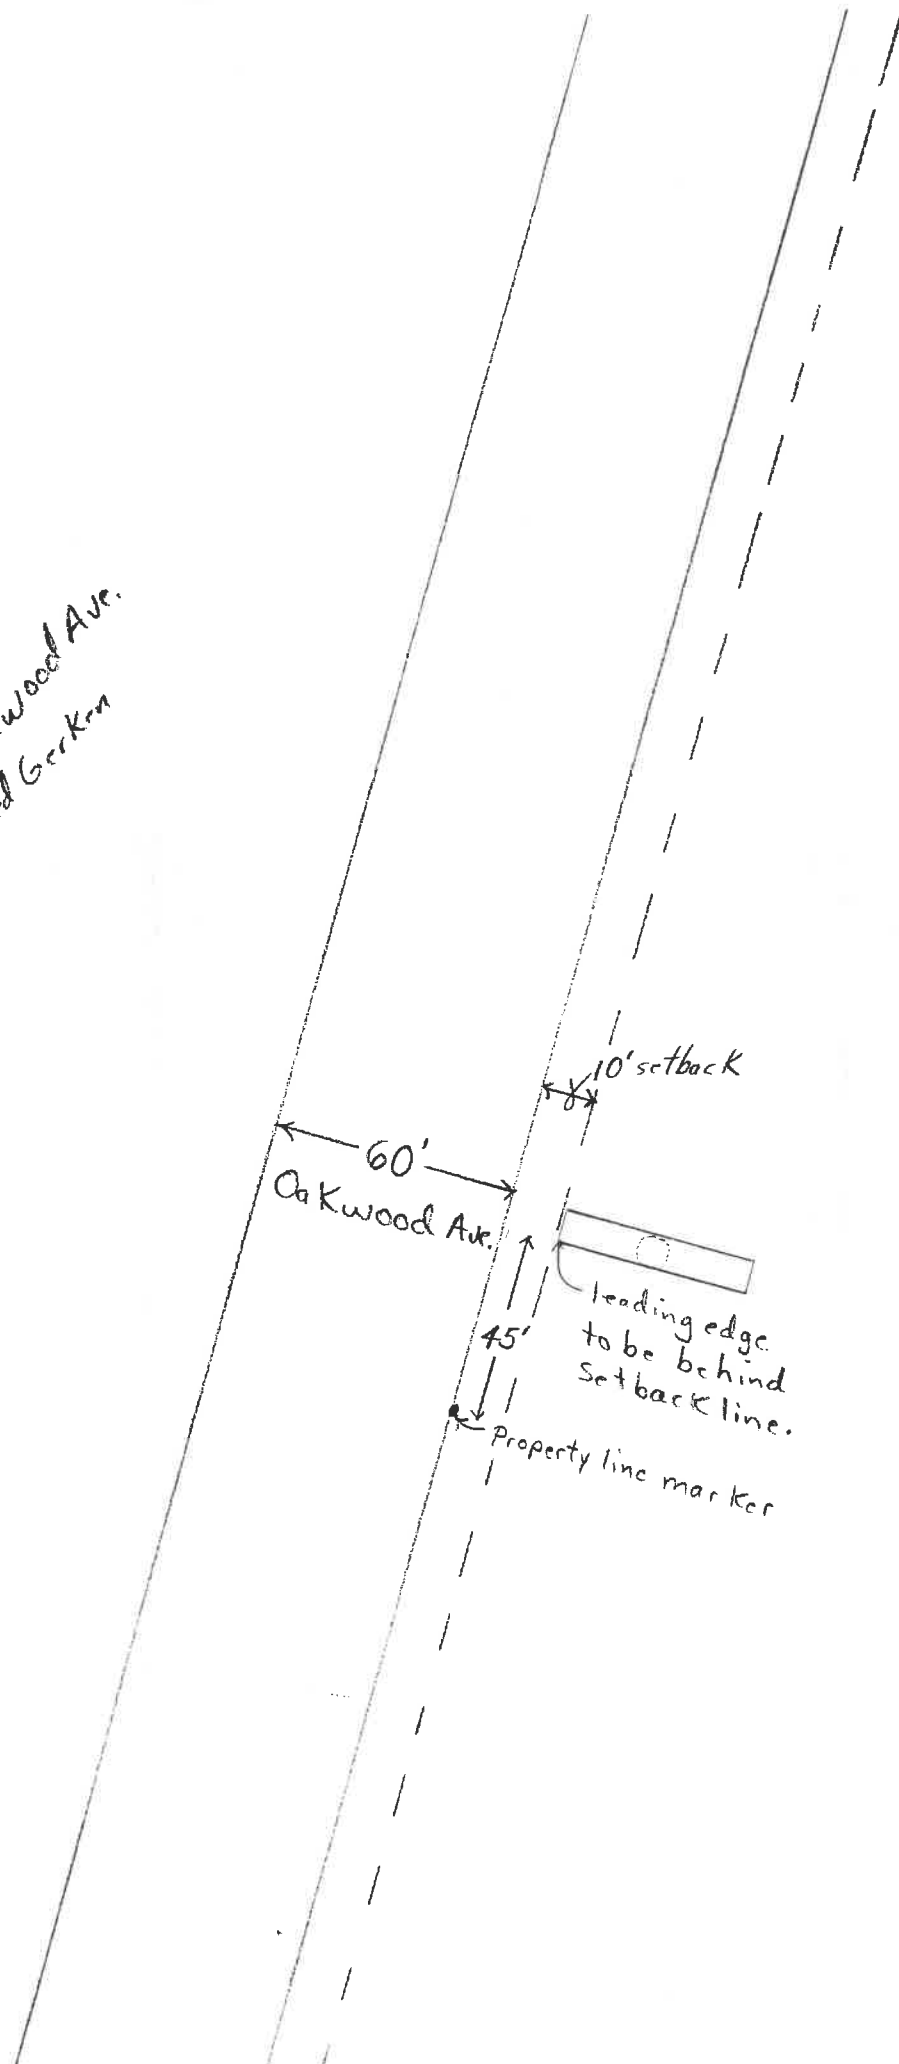 wood Ave.
Gerken
10' setback
60'
Oakwood Ave.
45'
leading edge
to be behind
setback line.
Property line marker